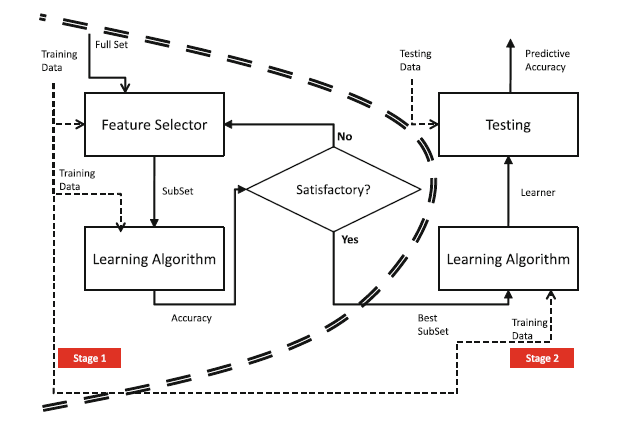 Full Set
Training
Data
Feature Selector
Training
Data
SubSet
Learning Algorithm
Accuracy
No
Satisfactory?
Yes
Stage 1
Testing
Data
Predictive
Accuracy
Testing
Learner
Learning Algorithm
Best
SubSet
Training
Data
Stage 2